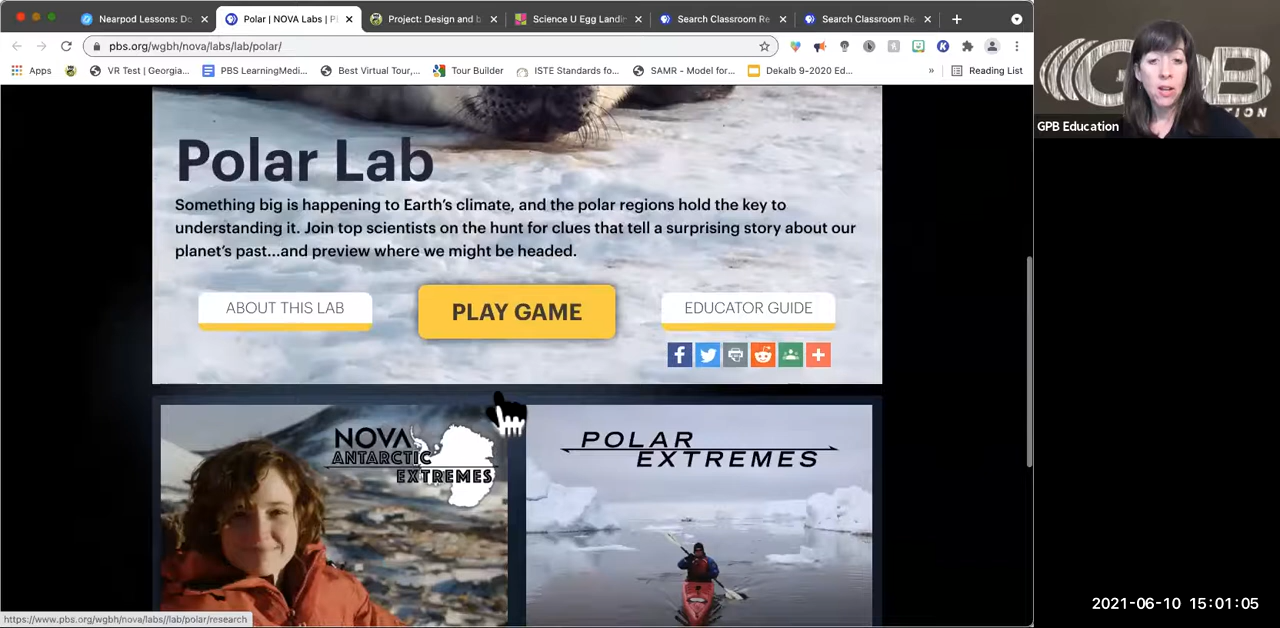 Nearpod Lessons: Do
Polar | NOVA Labs | P
Project: Design and b
Science U Egg Landi
Search Classroom Re
Search Classroom Re
pbs.org/wgbh/nova/labs/lab/polar/
Apps
VR Test | Georgia...
PBS LearningMedi...
Best Virtual Tour,...
Tour Builder
ISTE Standards fo...
SAMR - Model for...
Dekalb 9-2020 Ed...
»
Reading List
GPB
GPB Education
Polar Lab
Something big is happening to Earth's climate, and the polar regions hold the key to
understanding it. Join top scientists on the hunt for clues that tell a surprising story about our
planet's past...and preview where we might be headed.
ABOUT THIS LAB
PLAY GAME
EDUCATOR GUIDE
NOVA
ANTARCTIC
EXTREMES
POLAR
EXTREMES
https://www.pbs.org/wgbh/nova/labs//lab/polar/research
2021-06-10 15:01:05